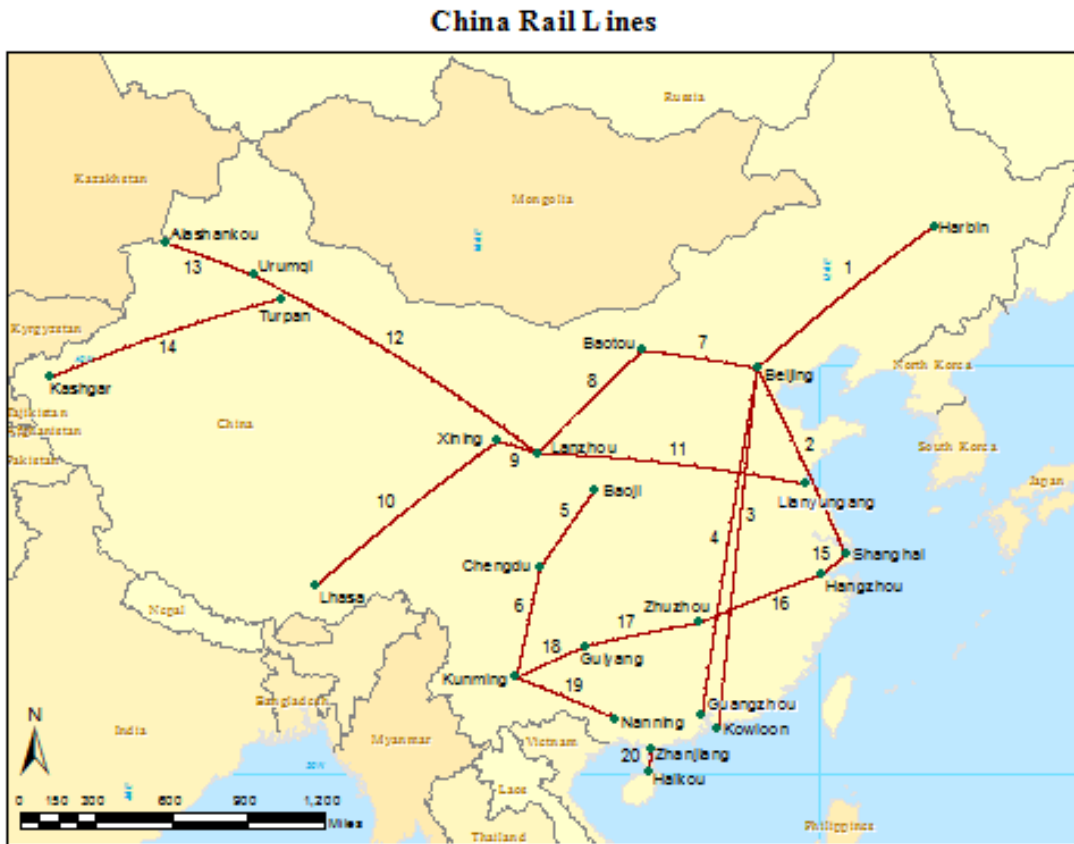 China Rail Lines
Russia
Kazakhstan
Mongolia
Alashankou
Harbin
13
Urumqi
1
Turpan
Kyrgyzstan
12
14
Baotou
7
Kashgar
8
Beijing
North Korea
Tajikistan
Afghanistan
China
Xining
9
Lanzhou
11
2
South Korea
Pakistan
Japan
10
5
Baoji
Lianyungang
4
3
Chengdu
15
Shanghai
Lhasa
6
Hangzhou
Nepal
Zhuzhou
16
17
18
Guiyang
Kunming
19
Bangladesh
Guangzhou
N
India
Myanmar
Nanning
Kowloon
Vietnam
20
Zhanjiang
Haikou
Laos
0 150 300 600 900 1,200
Miles
Thailand
Philippines